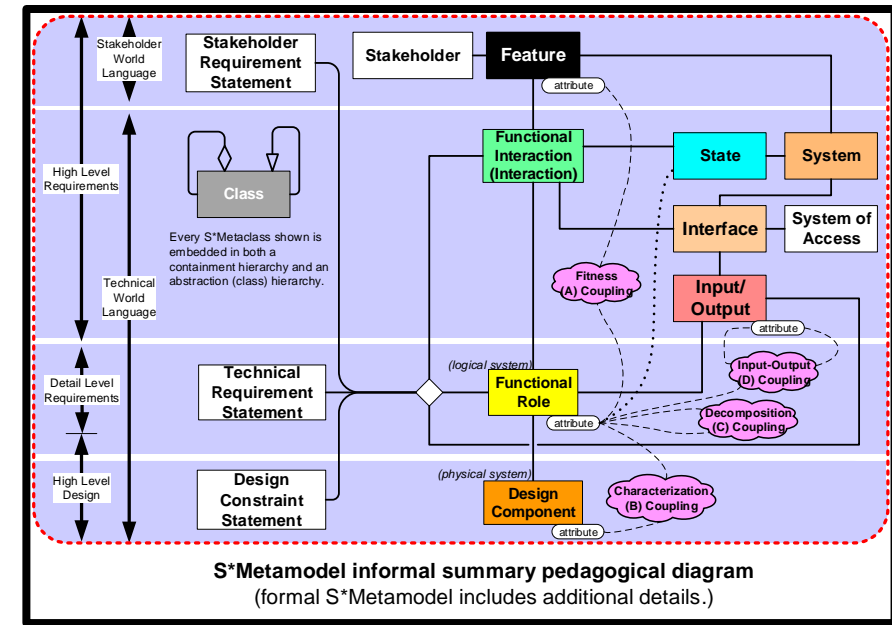 Stakeholder
World
Language
Stakeholder
Requirement
Statement
Stakeholder
Feature
attribute
High Level
Requirements
Class
Every S*Metaclass shown is
embedded in both a
containment hierarchy and an
abstraction (class) hierarchy.
Functional
Interaction
(Interaction)
State
System
Interface
System of
Access
Technical
World
Language
Fitness
(A) Coupling
Input/
Output
attribute
Detail Level
Requirements
Technical
Requirement
Statement
(logical system)
Functional
Role
attribute
Input-Output
(D) Coupling
Decomposition
(C) Coupling
High Level
Design
Design
Constraint
Statement
(physical system)
Design
Component
attribute
Characterization
(B) Coupling
S*Metamodel informal summary pedagogical diagram
(formal S*Metamodel includes additional details.)